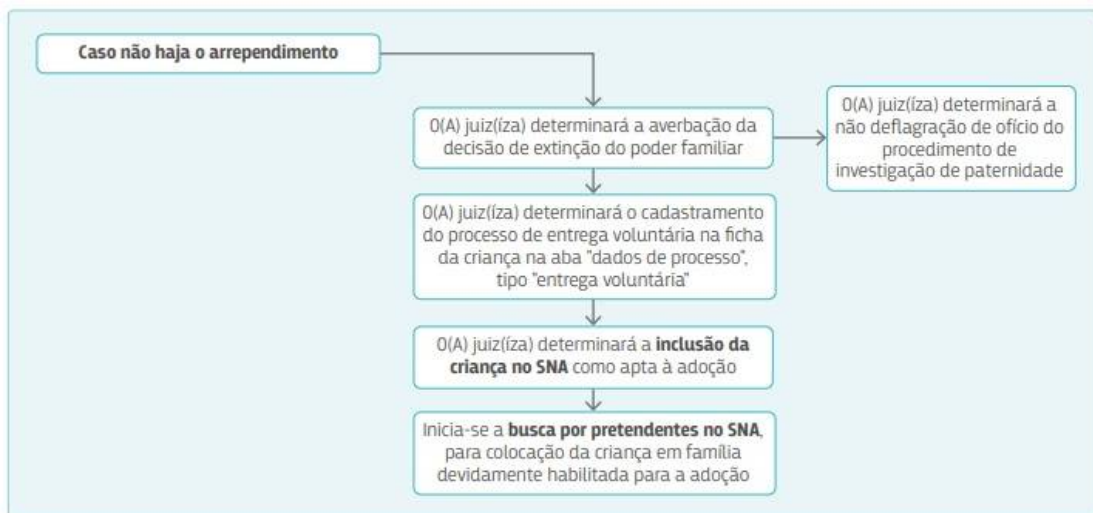 Caso não haja o arrependimento
O(A) juiz(íza) determinará a averbação da
decisão de extinção do poder familiar
O(A) juiz(íza) determinará a
não deflagração de ofício do
procedimento de
investigação de paternidade
O(A) juiz(íza) determinará o cadastramento
do processo de entrega voluntária na ficha
da criança na aba "dados de processo",
tipo "entrega voluntária"
O(A) juiz(íza) determinará a inclusão da
criança no SNA como apta à adoção
Inicia-se a busca por pretendentes no SNA,
para colocação da criança em família
devidamente habilitada para a adoção